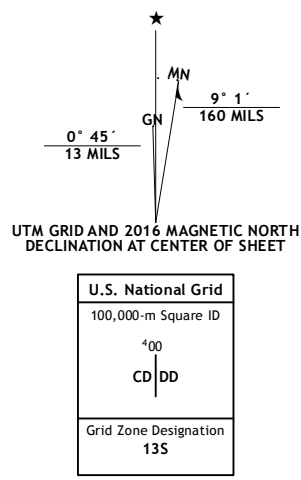 ★
MN
GN
9° 1´
160 MILS
0° 45´
13 MILS
UTM GRID AND 2016 MAGNETIC NORTH
DECLINATION AT CENTER OF SHEET
U.S. National Grid
100,000-m Square ID
⁴00
CD DD
Grid Zone Designation
13S